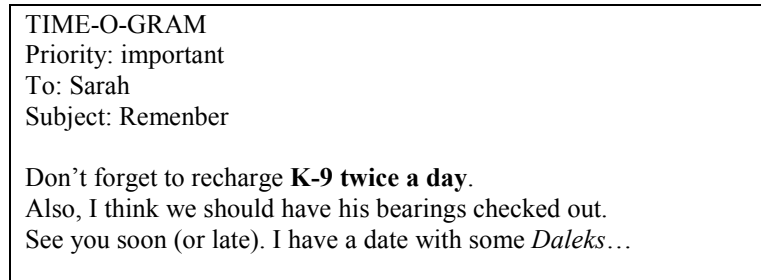 TIME-O-GRAM
Priority: important
To: Sarah
Subject: Remenber
Don’t forget to recharge K-9 twice a day.
Also, I think we should have his bearings checked out.
See you soon (or late). I have a date with some Daleks…